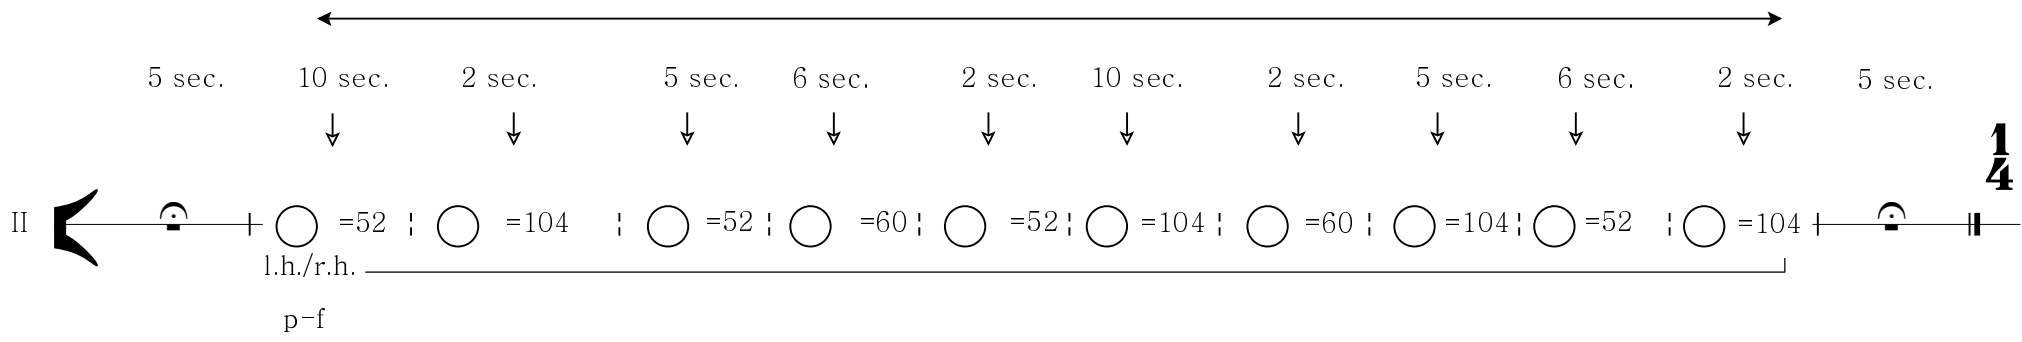 5 sec. 10 sec. 2 sec. 5 sec. 6 sec. 2 sec. 10 sec. 2 sec. 5 sec. 6 sec. 2 sec. 5 sec.
1
4
II =52 =104 =52 =60 =52 =104 =60 =104 =52 =104
l.h./r.h.
p-f